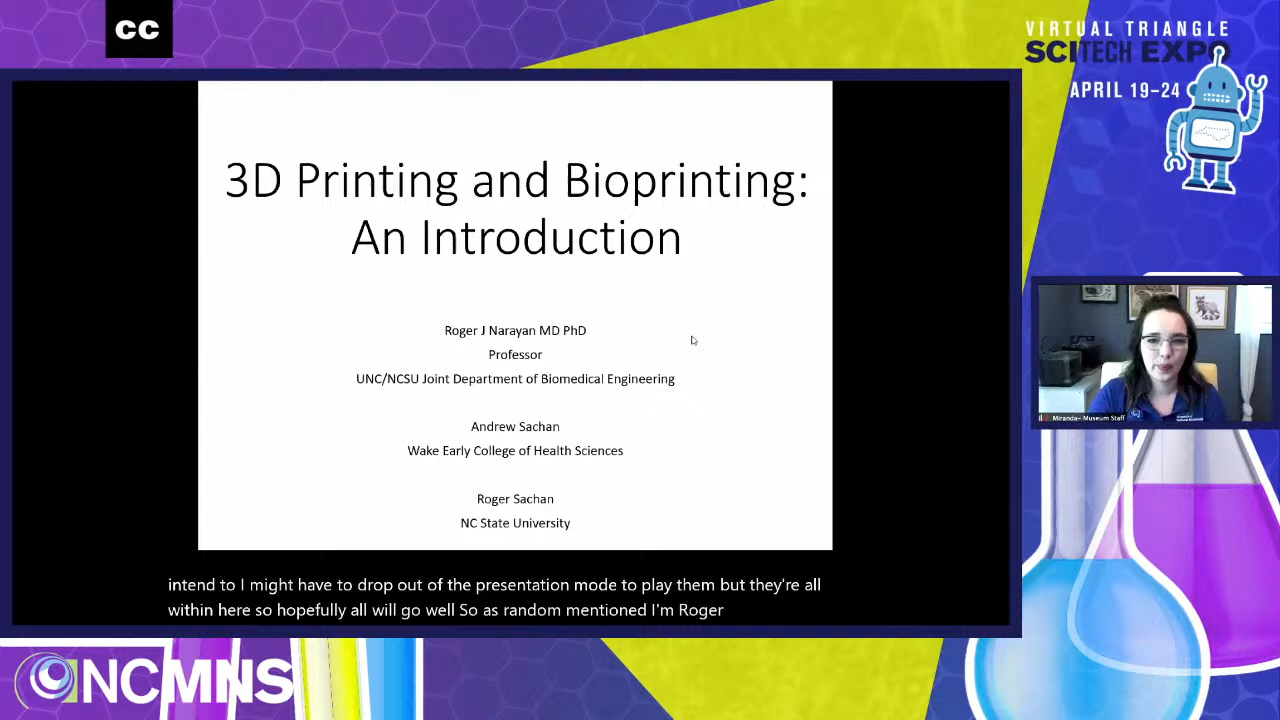 CC
VIRTUAL TRIANGLE
SCITECH EXPO
APRIL 19–24
3D Printing and Bioprinting:
An Introduction
Roger J Narayan MD PhD
Professor
UNC/NCSU Joint Department of Biomedical Engineering
Andrew Sachan
Wake Early College of Health Sciences
Roger Sachan
NC State University
Miranda- Museum Staff
intend to I might have to drop out of the presentation mode to play them but they're all
within here so hopefully all will go well So as random mentioned I'm Roger
NCMNS